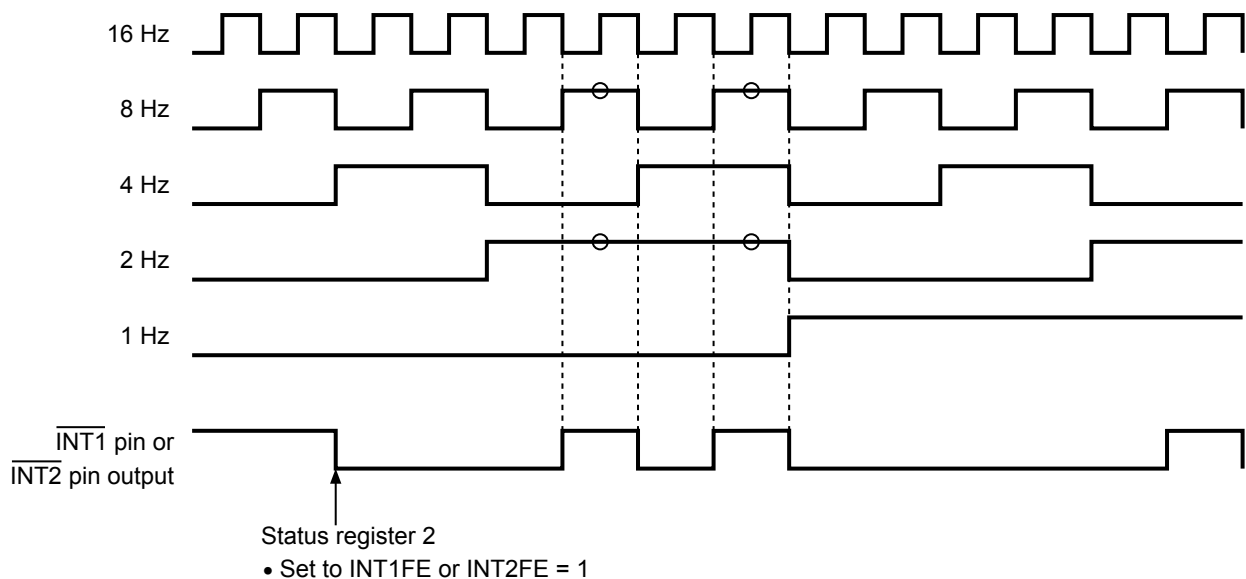 16 Hz
8 Hz
4 Hz
2 Hz
1 Hz
INT1 pin or
INT2 pin output
Status register 2
• Set to INT1FE or INT2FE = 1